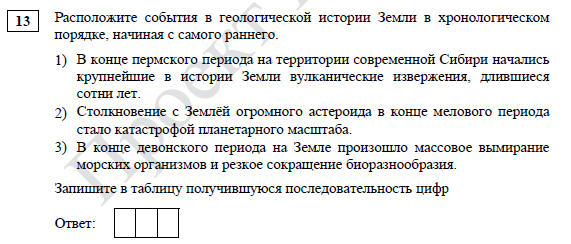 13 Расположите события в геологической истории Земли в хронологическом
порядке, начиная с самого раннего.
1) В конце пермского периода на территории современной Сибири начались
крупнейшие в истории Земли вулканические извержения, длившиеся
сотни лет.
2) Столкновение с Землёй огромного астероида в конце мелового периода
стало катастрофой планетарного масштаба.
3) В конце девонского периода на Земле произошло массовое вымирание
морских организмов и резкое сокращение биоразнообразия.
Запишите в таблицу получившуюся последовательность цифр
Ответ:
Проект